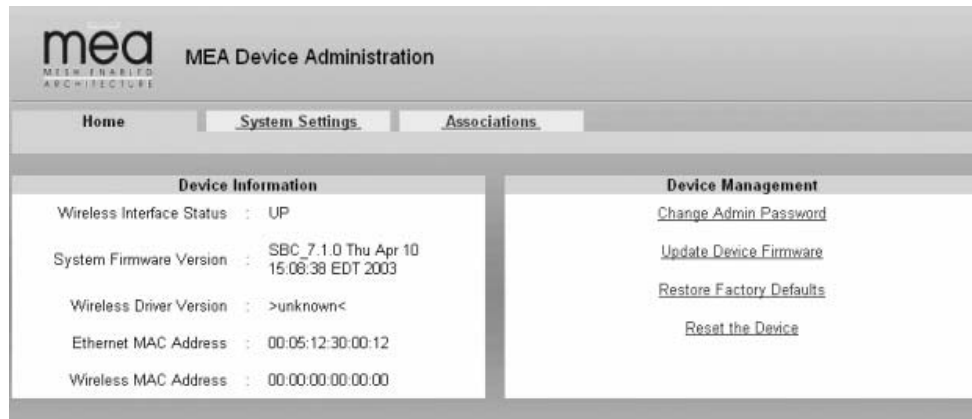 mea
MESH ENABLED
ARCHITECTURE
MEA Device Administration
Home System Settings Associations
Device Information
Wireless Interface Status : UP
System Firmware Version : SBC_7.1.0 Thu Apr 10
15:08:38 EDT 2003
Wireless Driver Version : >unknown<
Ethernet MAC Address : 00:05:12:30:00:12
Wireless MAC Address : 00:00:00:00:00:00
Device Management
Change Admin Password
Update Device Firmware
Restore Factory Defaults
Reset the Device